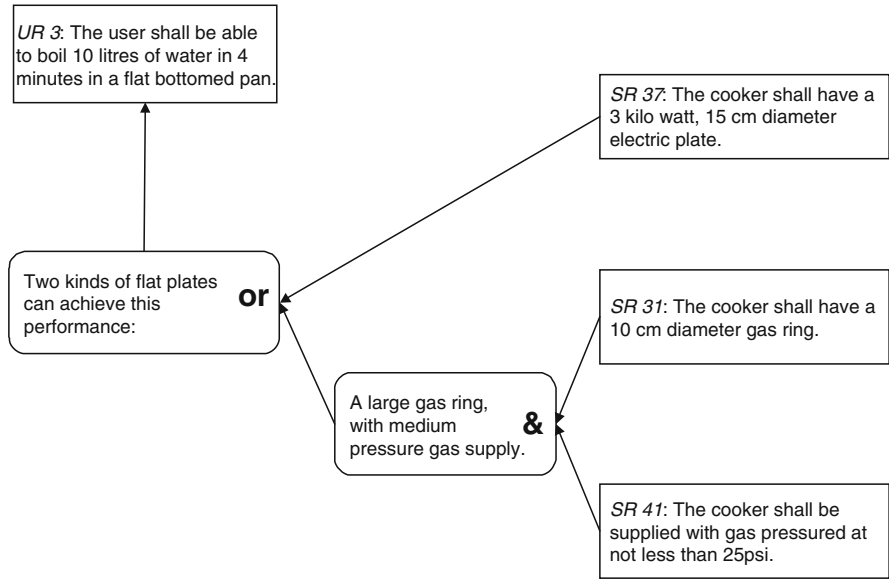 UR 3: The user shall be able
to boil 10 litres of water in 4
minutes in a flat bottomed pan.
SR 37: The cooker shall have a
3 kilo watt, 15 cm diameter
electric plate.
Two kinds of flat plates
can achieve this
performance:
or
SR 31: The cooker shall have a
10 cm diameter gas ring.
A large gas ring,
with medium
pressure gas supply.
&
SR 41: The cooker shall be
supplied with gas pressured at
not less than 25psi.